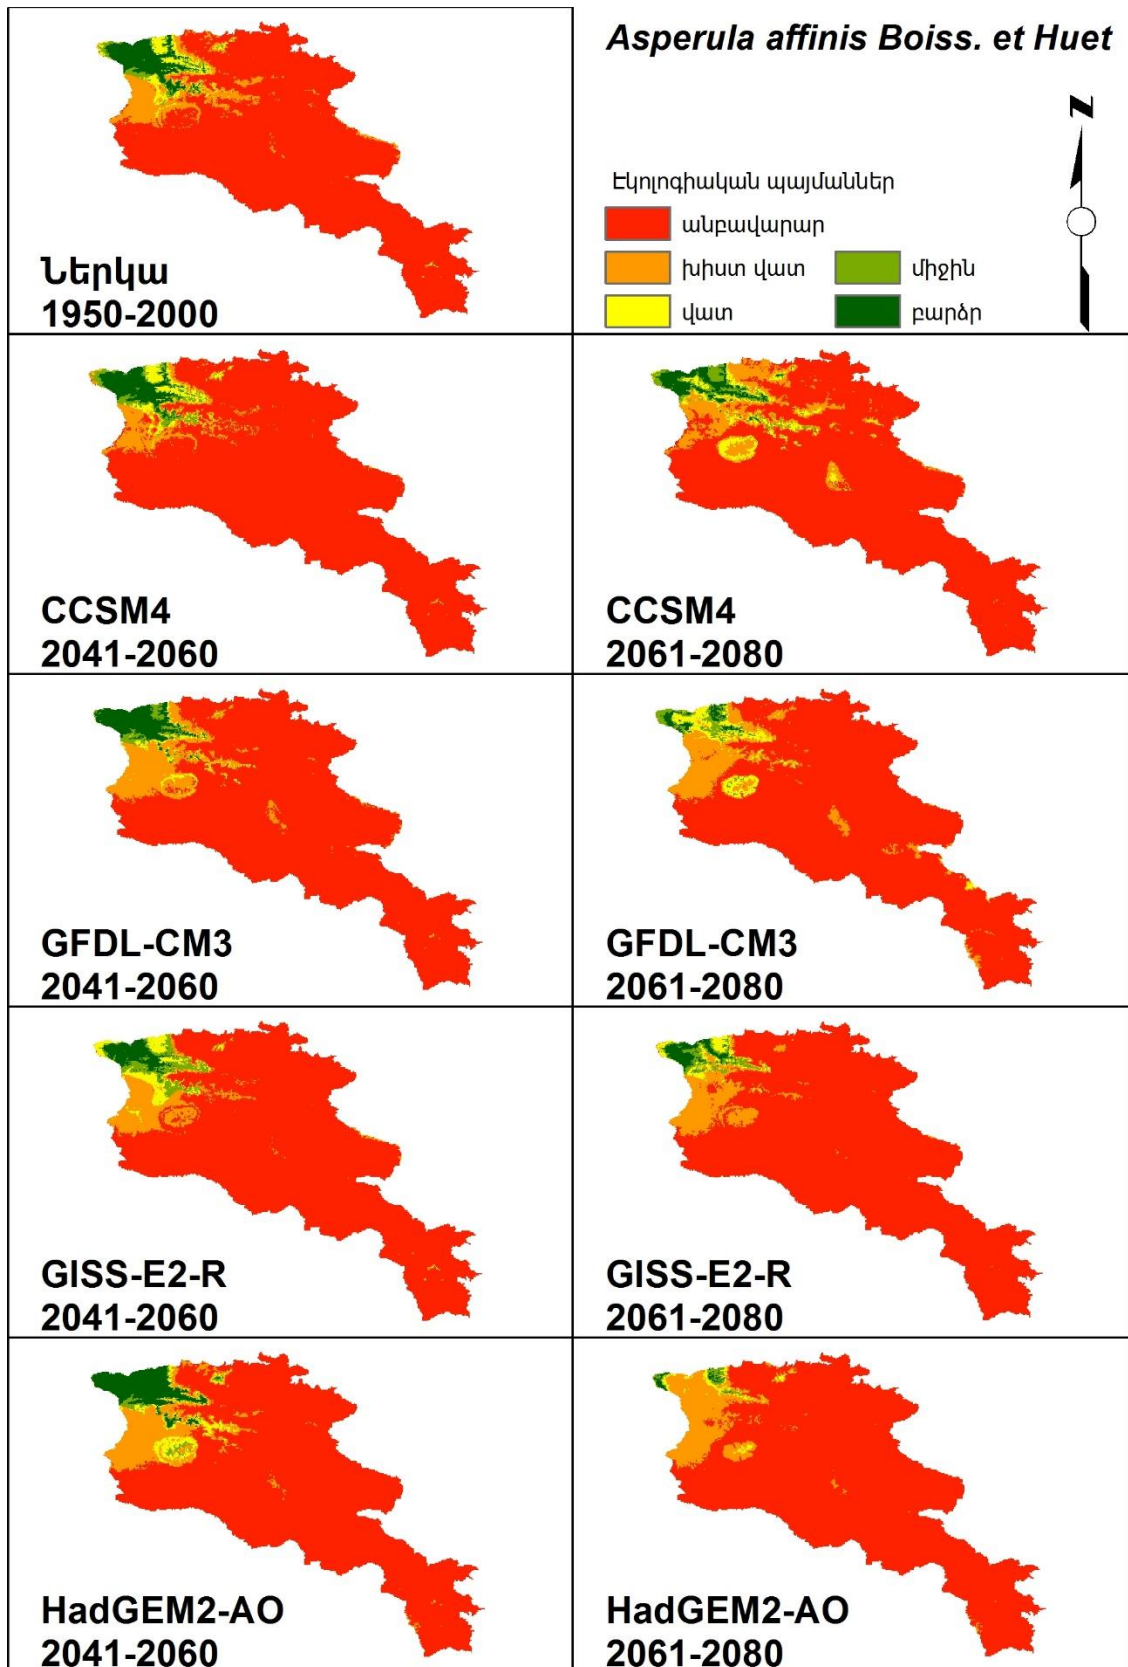 Asperula affinis Boiss. et Huet
N
Էկոլոգիական պայմաններ
անբավարար
խիստ վատ
միջին
վատ
բարձր
Ներկա
1950-2000
CCSM4
2041-2060
CCSM4
2061-2080
GFDL-CM3
2041-2060
GFDL-CM3
2061-2080
GISS-E2-R
2041-2060
GISS-E2-R
2061-2080
HadGEM2-AO
2041-2060
HadGEM2-AO
2061-2080